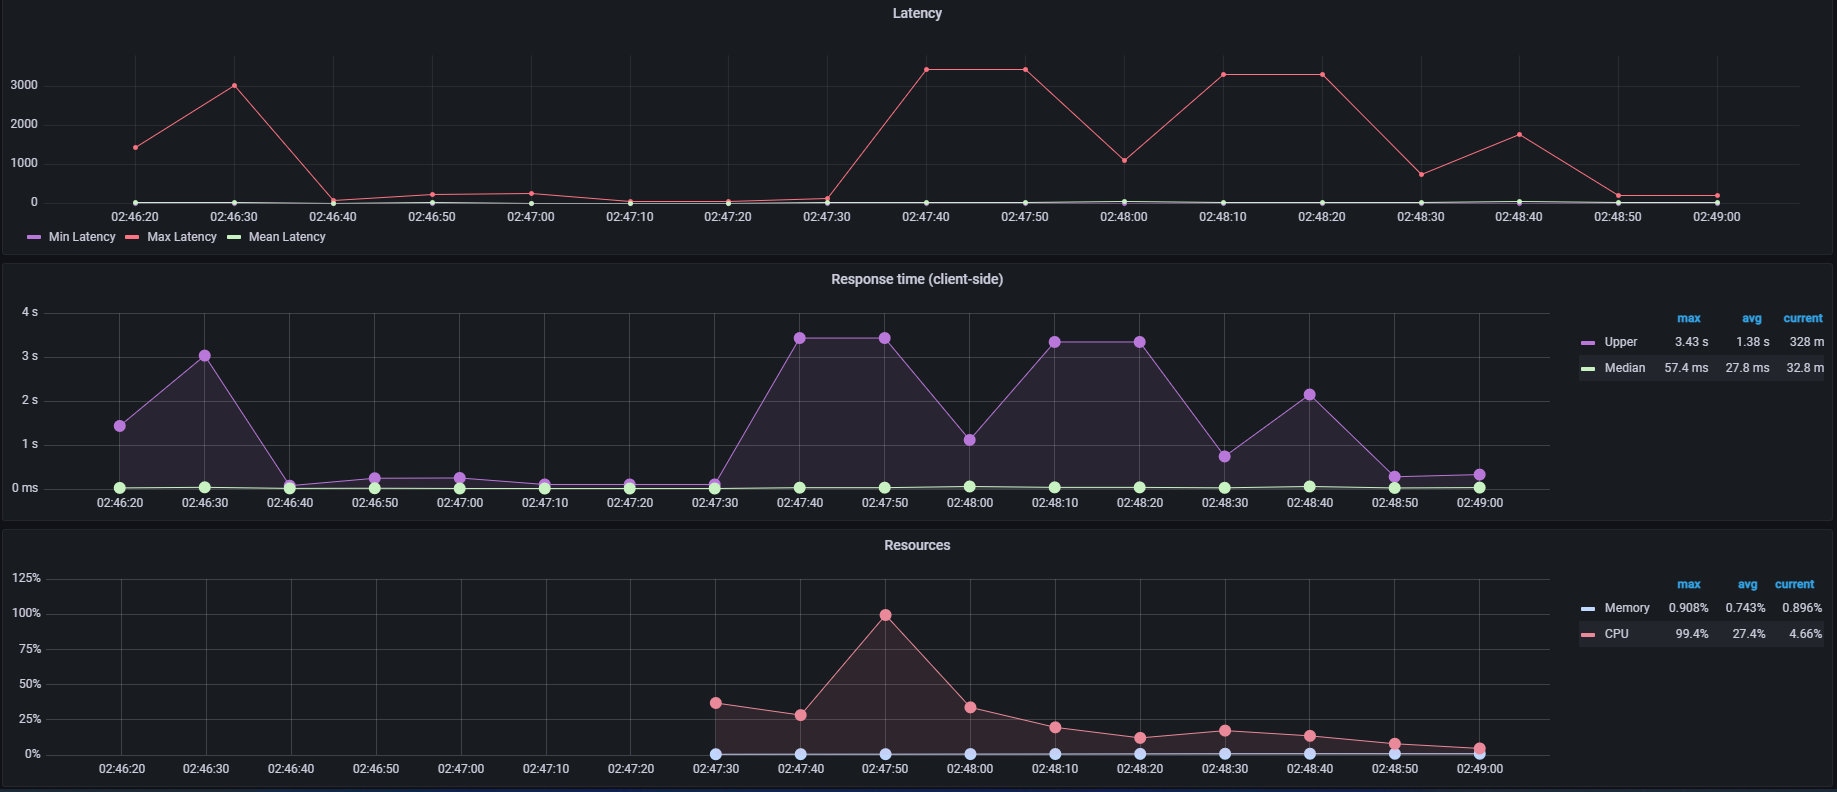 Latency
3000
2000
1000
0
02:46:20 02:46:30 02:46:40 02:46:50 02:47:00 02:47:10 02:47:20 02:47:30 02:47:40 02:47:50 02:48:00 02:48:10 02:48:20 02:48:30 02:48:40 02:48:50 02:49:00
Min Latency Max Latency Mean Latency
Response time (client-side)
4 s
3 s
2 s
1 s
0 ms
02:46:20 02:46:30 02:46:40 02:46:50 02:47:00 02:47:10 02:47:20 02:47:30 02:47:40 02:47:50 02:48:00 02:48:10 02:48:20 02:48:30 02:48:40 02:48:50 02:49:00
max avg current
Upper 3.43 s 1.38 s 328 m
Median 57.4 ms 27.8 ms 32.8 m
Resources
125%
100%
75%
50%
25%
0%
02:46:20 02:46:30 02:46:40 02:46:50 02:47:00 02:47:10 02:47:20 02:47:30 02:47:40 02:47:50 02:48:00 02:48:10 02:48:20 02:48:30 02:48:40 02:48:50 02:49:00
max avg current
Memory 0.908% 0.743% 0.896%
CPU 99.4% 27.4% 4.66%